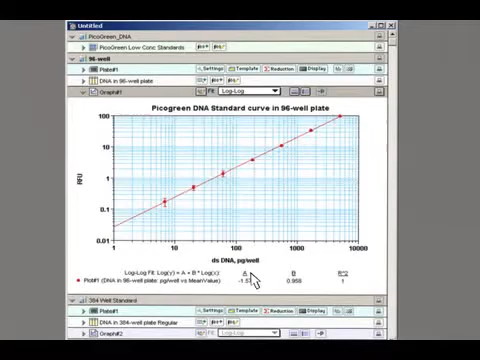 Untitled
PicoGreen_DNA
PicoGreen Low Conc Standards
96-well
Plate#1 Settings Template Reduction Display
DNA in 96-well plate
Graph#1 Fit Log-Log
Picogreen DNA Standard curve in 96-well plate
100
10
RFU
1
0.1
0.01
1 10 100 1000 10000
ds DNA, pg/well
Log-Log Fit: Log(y) = A + B * Log(x): A B R^2
Plot#1 (DNA in 96-well plate: pg/well vs MeanValue) -1.57 0.958 1
384 Well Standard
Plate#1 Settings Template Reduction Display
DNA in 384-well plate Regular
Graph#2 Fit Log-Log